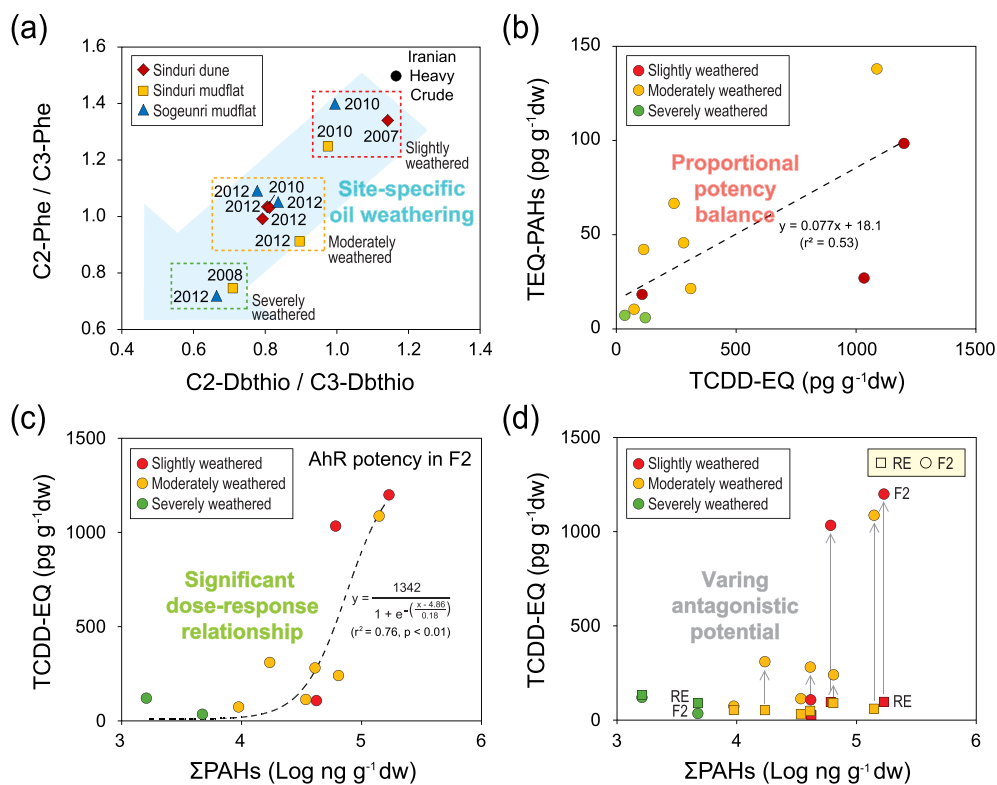 (a)
1.6
1.4
1.2
1.0
0.8
0.6
0.4
0.6
0.8
1.0
1.2
1.4
C2-Phe / C3-Phe
C2-Dbthio / C3-Dbthio
Sinduri dune
Sinduri mudflat
Sogeunri mudflat
Iranian
Heavy
Crude
2010
2007
2010
Slightly
weathered
2012
2010
2012
2012
2012
2012
Site-specific
oil weathering
Moderately
weathered
2008
2012
Severely
weathered
(b)
150
100
50
0
0
500
1000
1500
TEQ-PAHs (pg g-1dw)
TCDD-EQ (pg g-1dw)
Slightly weathered
Moderately weathered
Severely weathered
Proportional
potency
balance
y = 0.077x + 18.1
(r² = 0.53)
(c)
1500
1000
500
0
3
4
5
6
TCDD-EQ (pg g-1dw)
ΣPAHs (Log ng g-1dw)
Slightly weathered
Moderately weathered
Severely weathered
AhR potency in F2
Significant
dose-response
relationship
y = 1342
1 + e-(x - 4.86
0.18)
(r² = 0.76, p < 0.01)
(d)
1500
1000
500
0
3
4
5
6
TCDD-EQ (pg g-1dw)
ΣPAHs (Log ng g-1dw)
Slightly weathered
Moderately weathered
Severely weathered
RE F2
F2
Varing
antagonistic
potential
RE
F2
RE